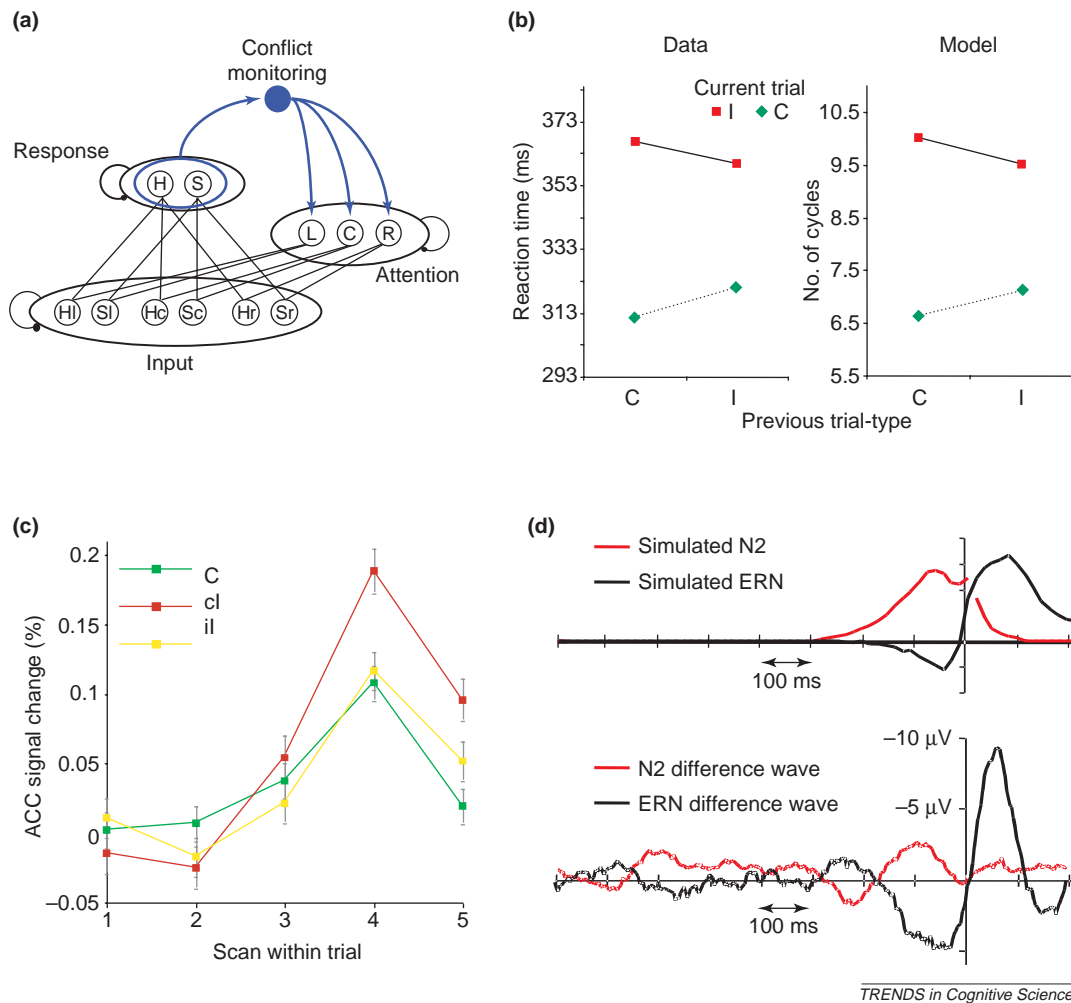 (a)
Conflict
monitoring
Response
H S
L C R
Attention
Hl Sl Hc Sc Hr Sr
Input
(b)
Data Model
Current trial
I C
Reaction time (ms)
373
353
333
313
293
C I
No. of cycles
10.5
9.5
8.5
7.5
6.5
5.5
C I
Previous trial-type
(c)
C
cI
iI
ACC signal change (%)
0.2
0.15
0.1
0.05
0
–0.05
1 2 3 4 5
Scan within trial
(d)
Simulated N2
Simulated ERN
100 ms
–10 µV
N2 difference wave
ERN difference wave
–5 µV
100 ms
TRENDS in Cognitive Science